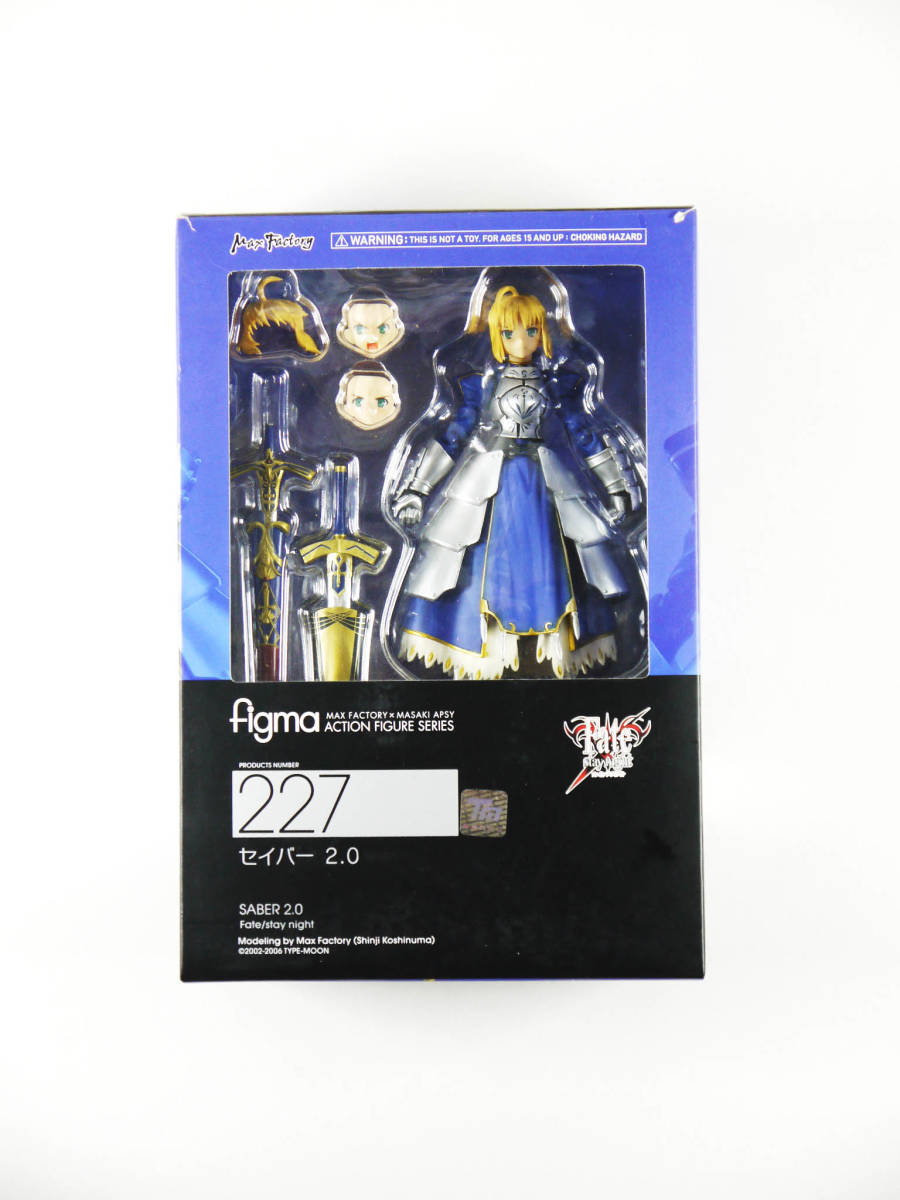 Max Factory
⚠ WARNING: THIS IS NOT A TOY. FOR AGES 15 AND UP : CHOKING HAZARD
figma
MAX FACTORY × MASAKI APSY
ACTION FIGURE SERIES
Fate
stay night
PRODUCTS NUMBER
227
セイバー 2.0
SABER 2.0
Fate/stay night
Modeling by Max Factory (Shinji Koshinuma)
©2002-2006 TYPE-MOON